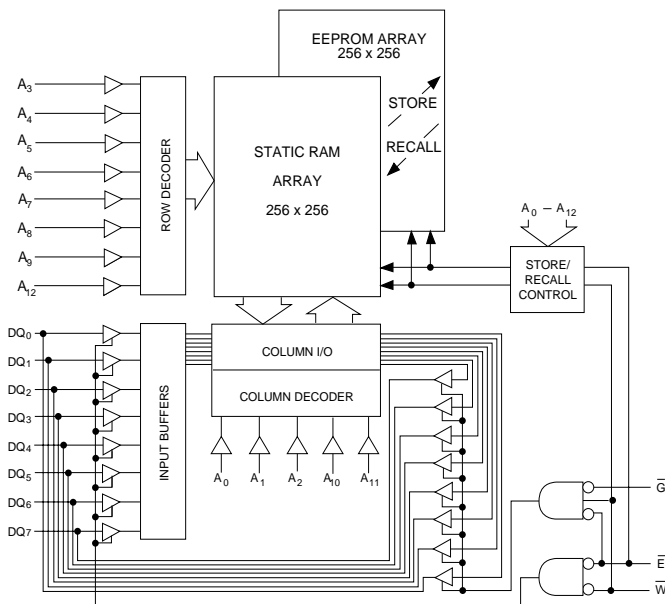 EEPROM ARRAY
256 x 256
STORE
RECALL
STATIC RAM
ARRAY
256 x 256
A3
A4
A5
A6
A7
A8
A9
A12
ROW DECODER
A0 – A12
STORE/
RECALL
CONTROL
DQ0
DQ1
DQ2
DQ3
DQ4
DQ5
DQ6
DQ7
INPUT BUFFERS
COLUMN I/O
COLUMN DECODER
A0
A1
A2
A10
A11
G̅
E̅
W̅